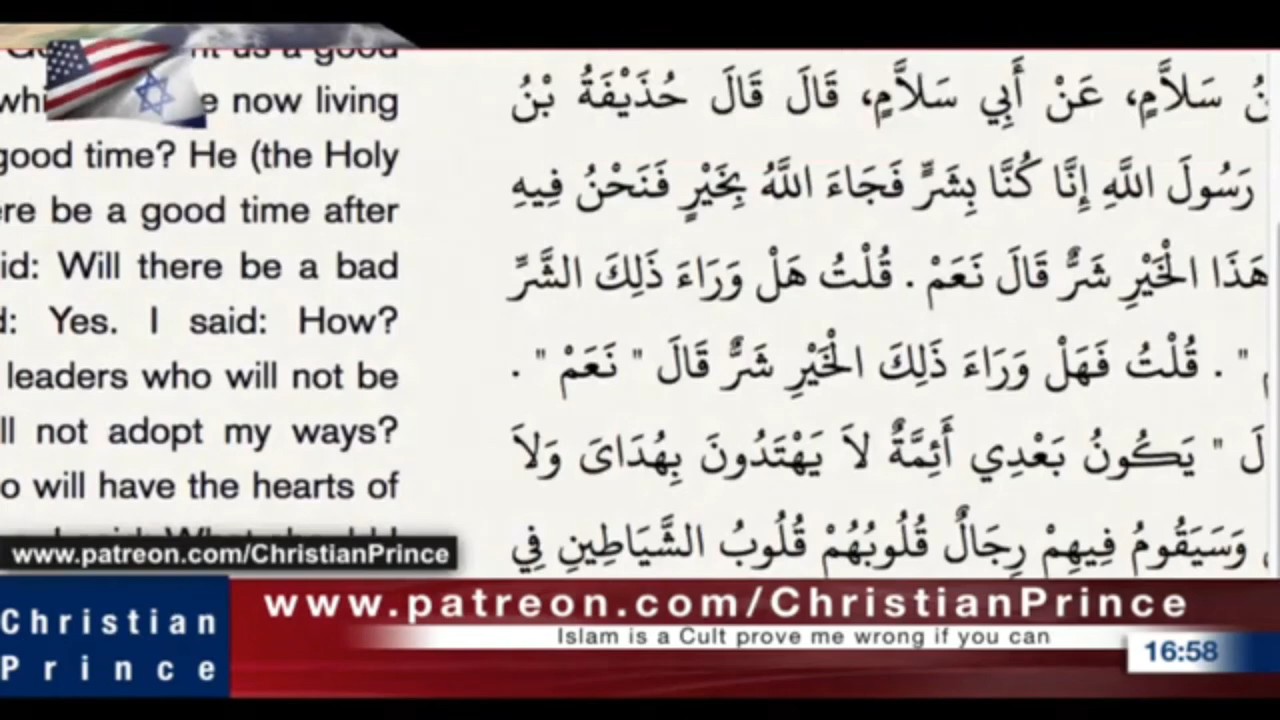 nt us a good
now living
good time? He (the Holy
be a good time after
Will there be a bad
Yes. I said: How?
leaders who will not be
not adopt my ways?
will have the hearts of
سَلاَّمٍ، عَنْ أَبِي سَلاَّمٍ، قَالَ قَالَ حُذَيْفَةُ بْنُ
رَسُولَ اللَّهِ إِنَّا كُنَّا بِشَرٍّ فَجَاءَ اللَّهُ بِخَيْرٍ فَنَحْنُ فِيهِ
هَذَا الْخَيْرِ شَرٌّ قَالَ نَعَمْ . قُلْتُ هَلْ وَرَاءَ ذَلِكَ الشَّرِّ
" . قُلْتُ فَهَلْ وَرَاءَ ذَلِكَ الْخَيْرِ شَرٌّ قَالَ " نَعَمْ " .
" يَكُونُ بَعْدِي أَئِمَّةٌ لاَ يَهْتَدُونَ بِهُدَاىَ وَلاَ
وَسَيَقُومُ فِيهِمْ رِجَالٌ قُلُوبُهُمْ قُلُوبُ الشَّيَاطِينِ فِي
www.patreon.com/ChristianPrince
www.patreon.com/ChristianPrince
Islam is a Cult prove me wrong if you can
Christian
Prince
16:58